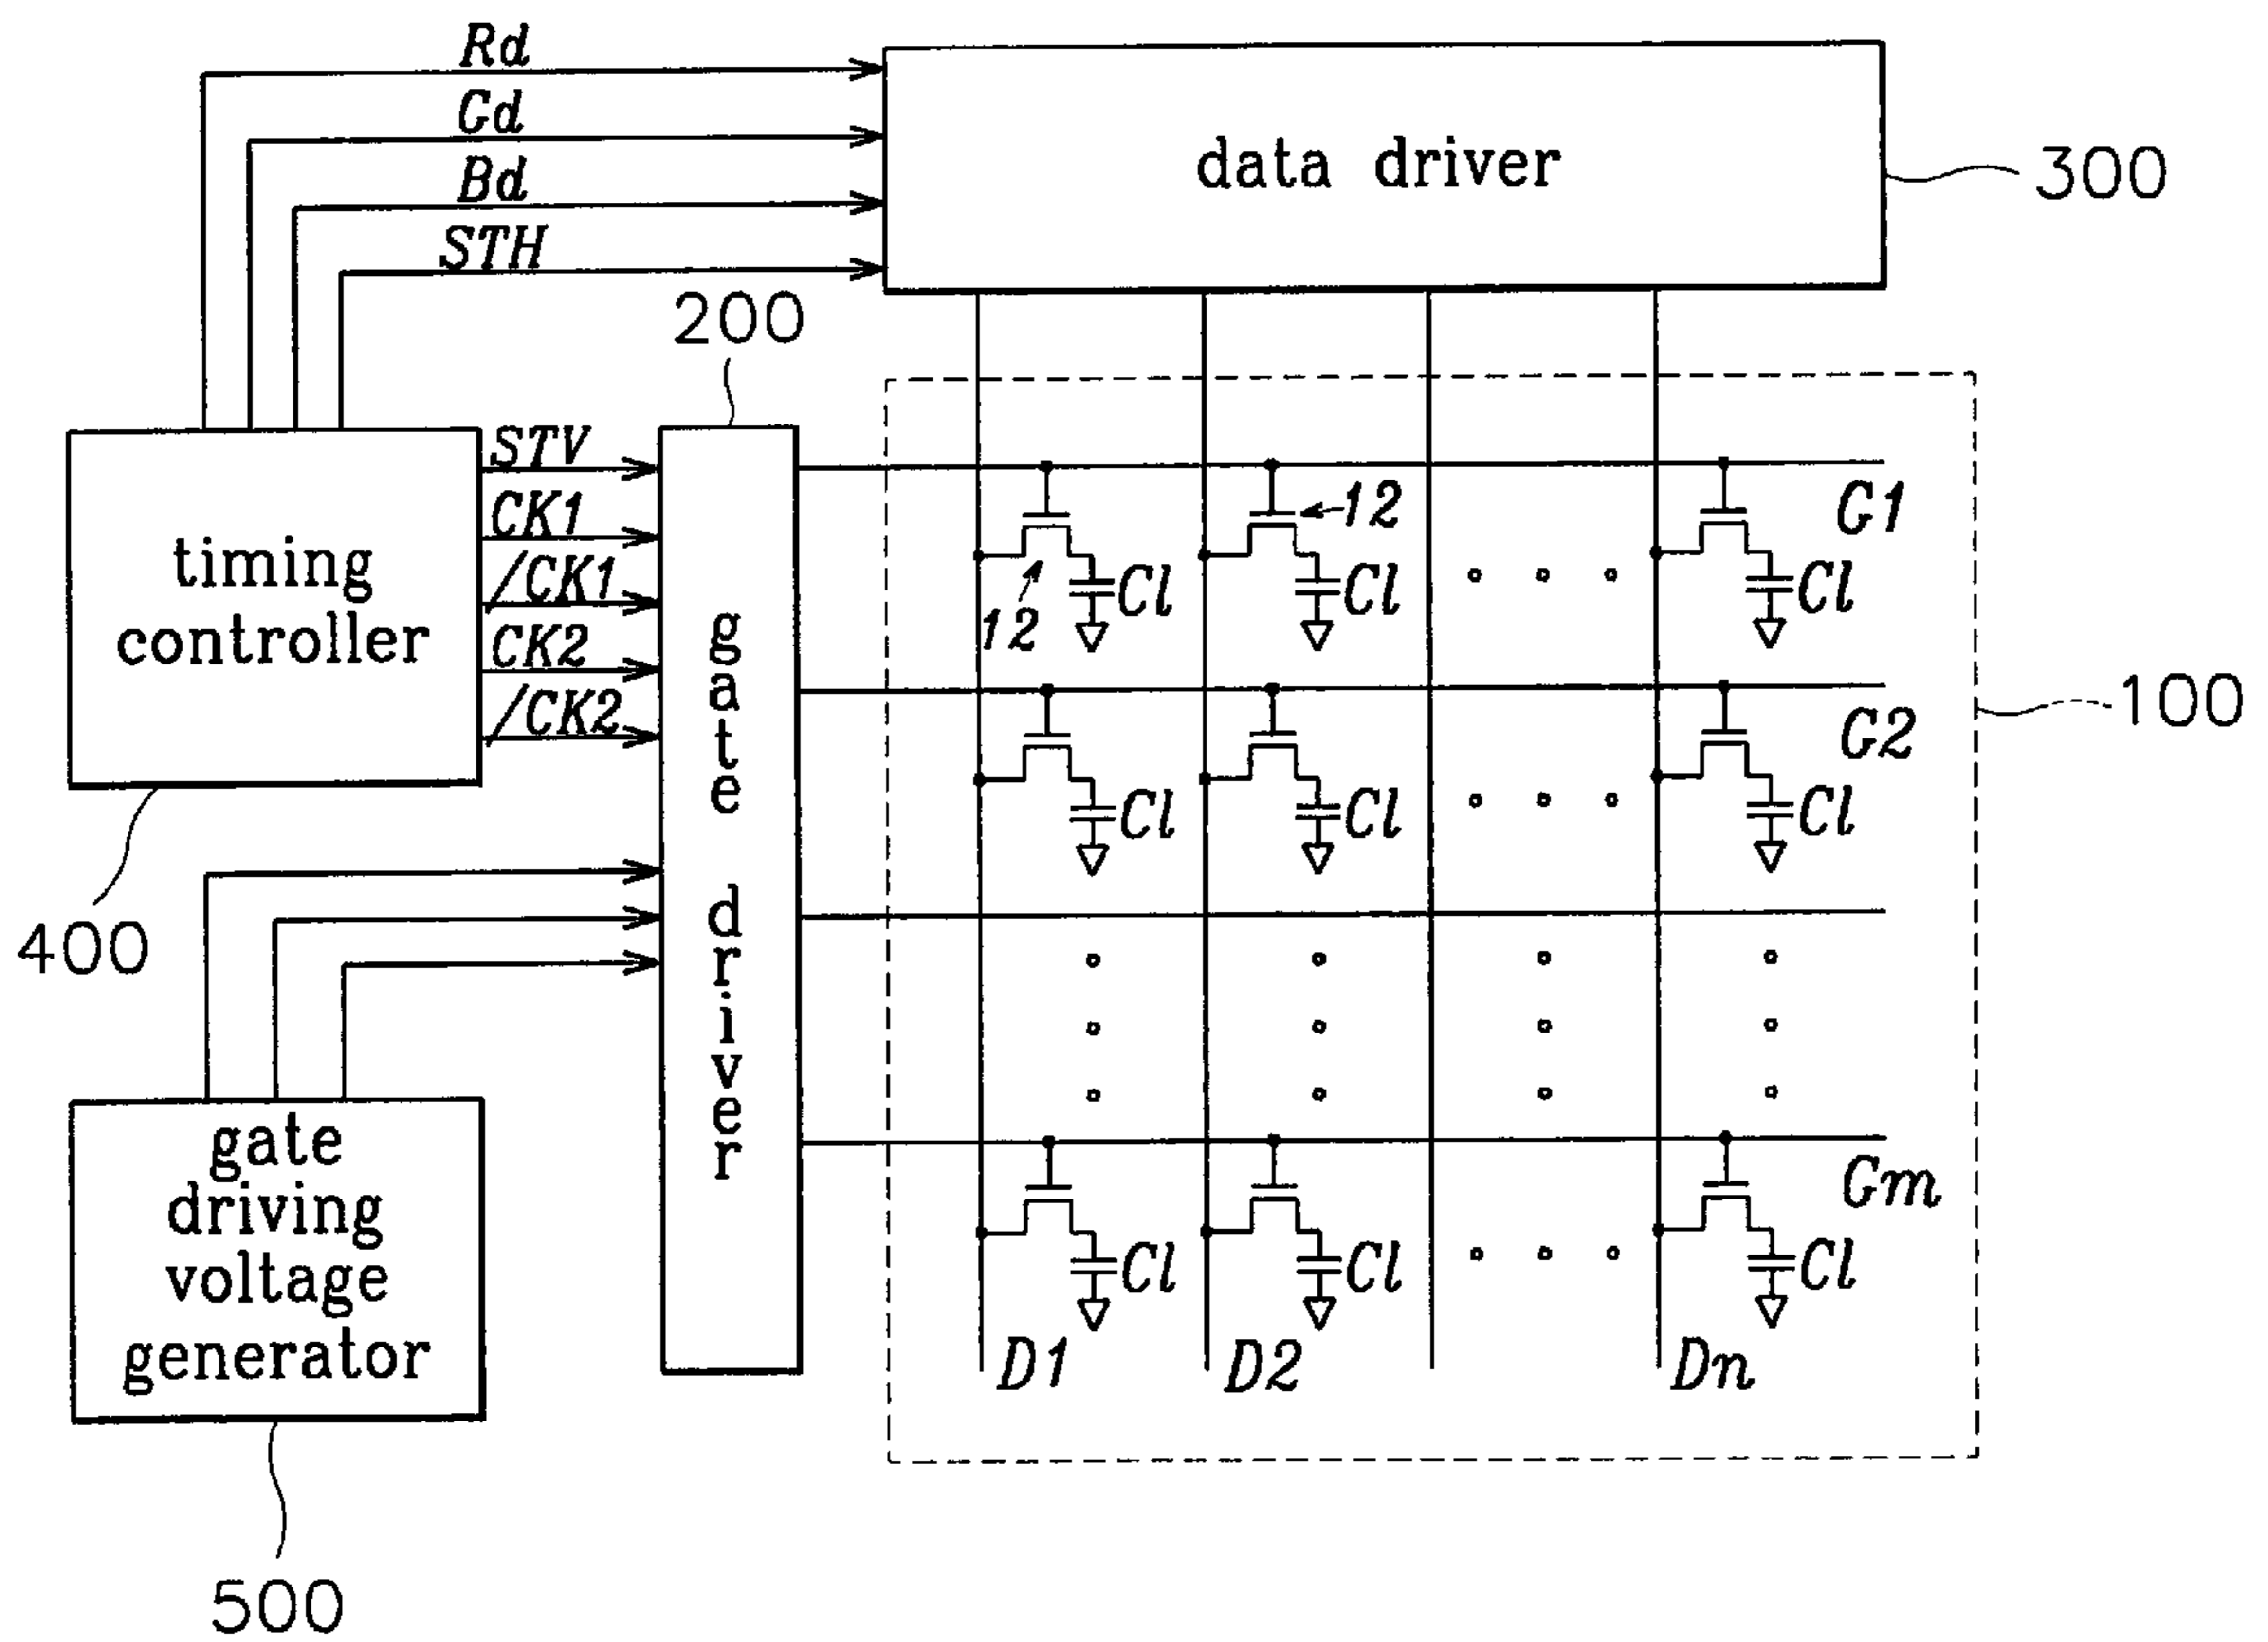 Rd
Gd
Bd
STH
data driver
300
200
STV
CK1
/CK1
CK2
/CK2
timing
controller
400
gate driver
gate
driving
voltage
generator
500
G1
12
12
Cl
Cl
Cl
100
G2
Cl
Cl
Cl
Gm
Cl
Cl
Cl
D1
D2
Dn